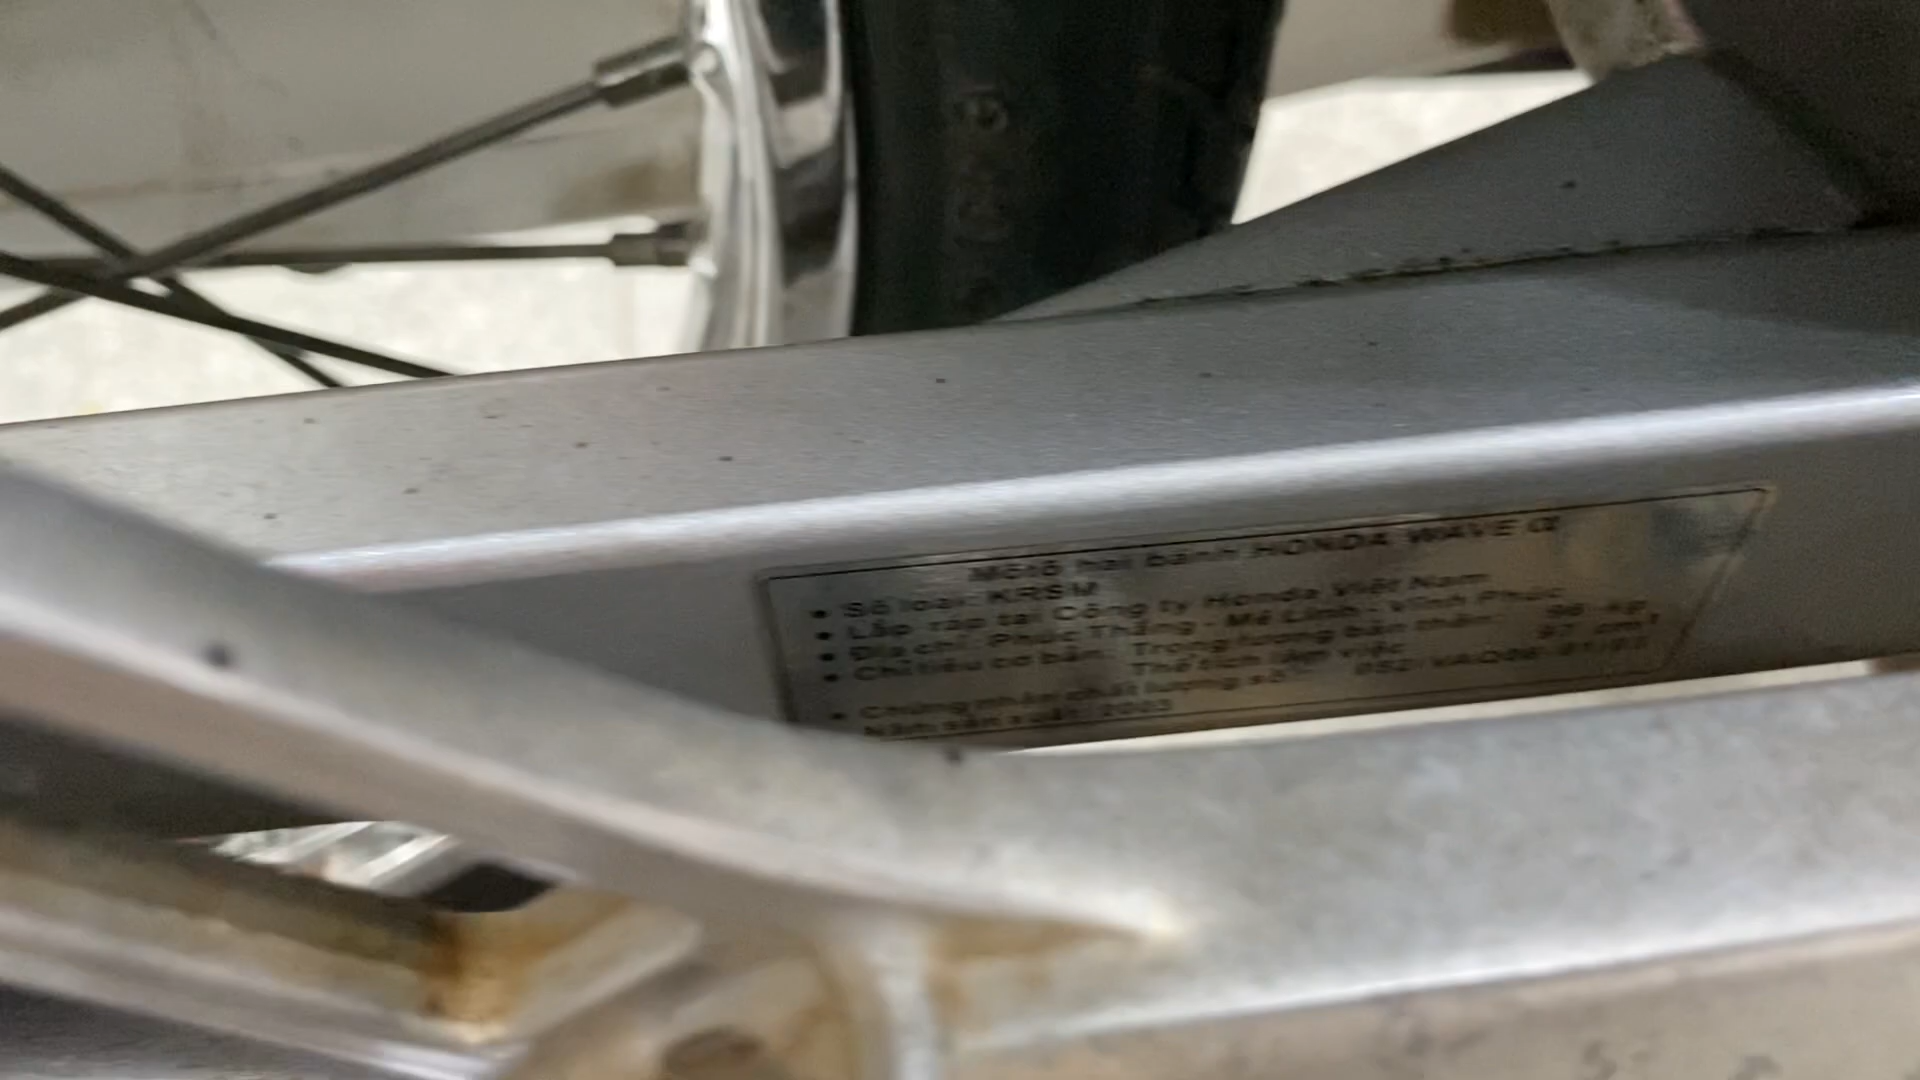 Môtô hai bánh HONDA WAVE α
• Số loại: KRSM
• Lắp ráp tại Công ty Honda Việt Nam
• Địa chỉ: Phúc Thắng - Mê Linh - Vĩnh Phúc
• Chỉ tiêu cơ bản: Trọng lượng bản thân: 96 kg
Thể tích làm việc 97 cm³
• Chứng nhận chất lượng số:
Năm sản xuất: 2003